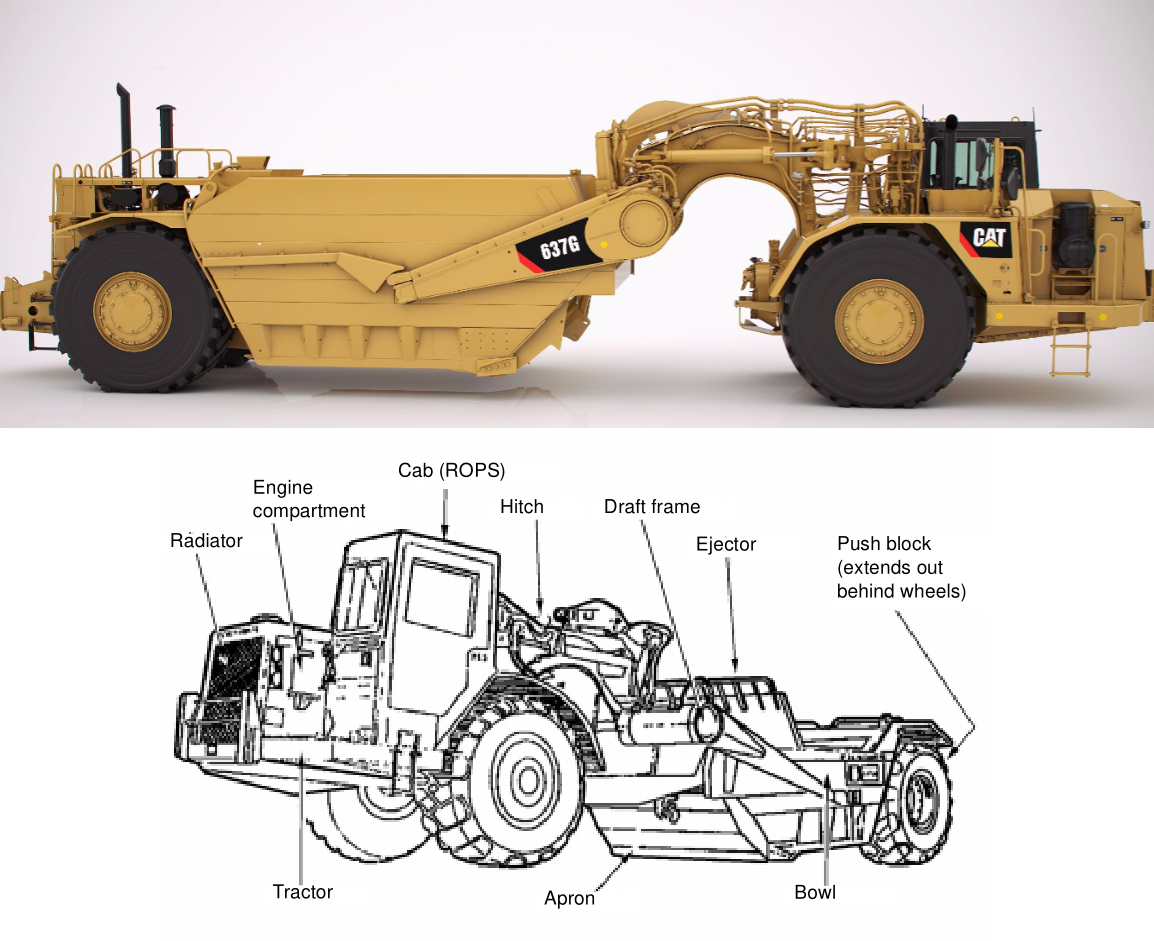 637G
CAT
Cab (ROPS)
Engine
compartment
Hitch
Draft frame
Radiator
Ejector
Push block
(extends out
behind wheels)
Tractor
Apron
Bowl